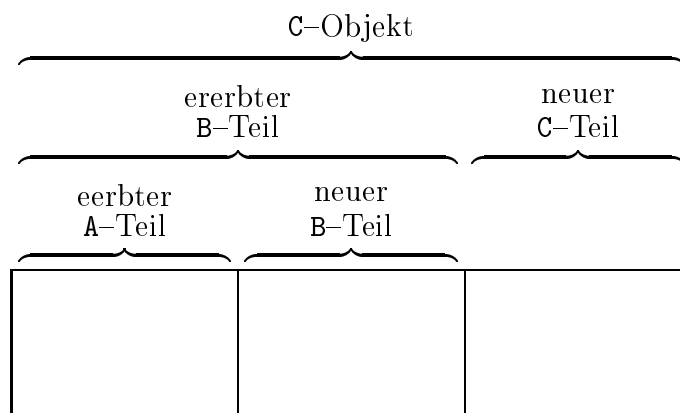 C–Objekt
ererbter
B–Teil
neuer
C–Teil
eerbter
A–Teil
neuer
B–Teil